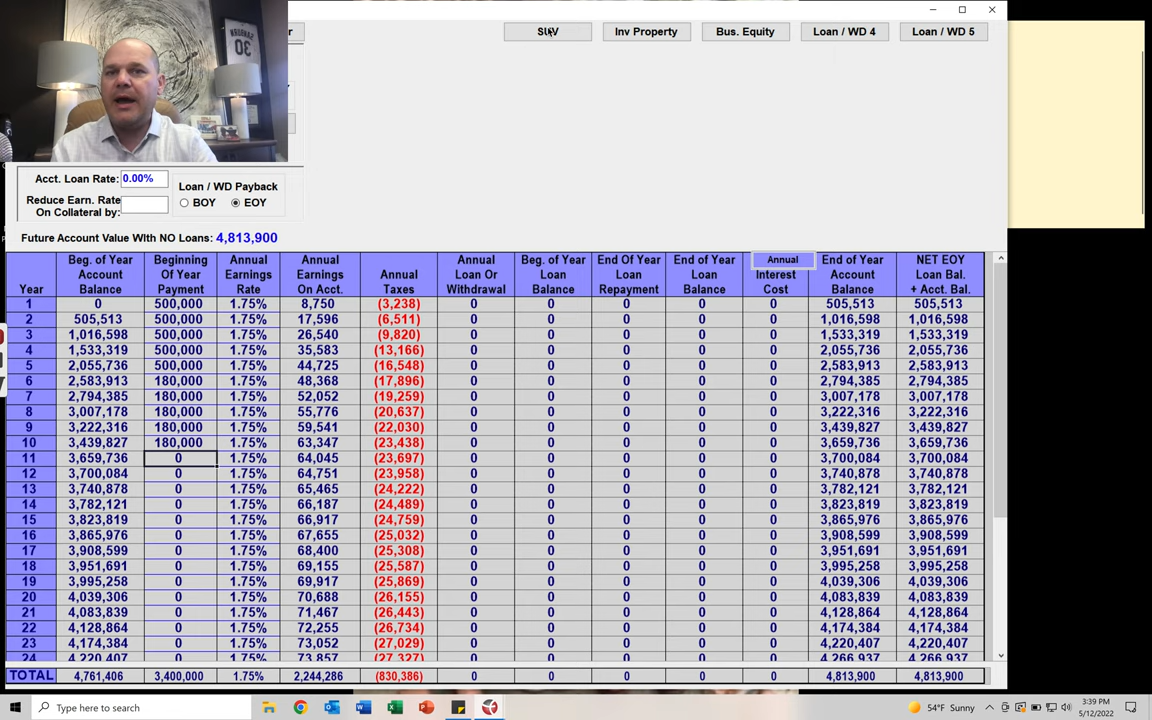 r SUV Inv Property Bus. Equity Loan / WD 4 Loan / WD 5
Acct. Loan Rate: 0.00%
Reduce Earn. Rate
On Collateral by:
Loan / WD Payback
BOY EOY
Future Account Value With NO Loans: 4,813,900
Year Beg. of Year Account Balance Beginning Of Year Payment Annual Earnings Rate Annual Earnings On Acct. Annual Taxes Annual Loan Or Withdrawal Beg. of Year Loan Balance End Of Year Loan Repayment End of Year Loan Balance Annual Interest Cost End of Year Account Balance NET EOY Loan Bal. + Acct. Bal.
1 0 500,000 1.75% 8,750 (3,238) 0 0 0 0 0 505,513 505,513
2 505,513 500,000 1.75% 17,596 (6,511) 0 0 0 0 0 1,016,598 1,016,598
3 1,016,598 500,000 1.75% 26,540 (9,820) 0 0 0 0 0 1,533,319 1,533,319
4 1,533,319 500,000 1.75% 35,583 (13,166) 0 0 0 0 0 2,055,736 2,055,736
5 2,055,736 500,000 1.75% 44,725 (16,548) 0 0 0 0 0 2,583,913 2,583,913
6 2,583,913 180,000 1.75% 48,368 (17,896) 0 0 0 0 0 2,794,385 2,794,385
7 2,794,385 180,000 1.75% 52,052 (19,259) 0 0 0 0 0 3,007,178 3,007,178
8 3,007,178 180,000 1.75% 55,776 (20,637) 0 0 0 0 0 3,222,316 3,222,316
9 3,222,316 180,000 1.75% 59,541 (22,030) 0 0 0 0 0 3,439,827 3,439,827
10 3,439,827 180,000 1.75% 63,347 (23,438) 0 0 0 0 0 3,659,736 3,659,736
11 3,659,736 0 1.75% 64,045 (23,697) 0 0 0 0 0 3,700,084 3,700,084
12 3,700,084 0 1.75% 64,751 (23,958) 0 0 0 0 0 3,740,878 3,740,878
13 3,740,878 0 1.75% 65,465 (24,222) 0 0 0 0 0 3,782,121 3,782,121
14 3,782,121 0 1.75% 66,187 (24,489) 0 0 0 0 0 3,823,819 3,823,819
15 3,823,819 0 1.75% 66,917 (24,759) 0 0 0 0 0 3,865,976 3,865,976
16 3,865,976 0 1.75% 67,655 (25,032) 0 0 0 0 0 3,908,599 3,908,599
17 3,908,599 0 1.75% 68,400 (25,308) 0 0 0 0 0 3,951,691 3,951,691
18 3,951,691 0 1.75% 69,155 (25,587) 0 0 0 0 0 3,995,258 3,995,258
19 3,995,258 0 1.75% 69,917 (25,869) 0 0 0 0 0 4,039,306 4,039,306
20 4,039,306 0 1.75% 70,688 (26,155) 0 0 0 0 0 4,083,839 4,083,839
21 4,083,839 0 1.75% 71,467 (26,443) 0 0 0 0 0 4,128,864 4,128,864
22 4,128,864 0 1.75% 72,255 (26,734) 0 0 0 0 0 4,174,384 4,174,384
23 4,174,384 0 1.75% 73,052 (27,029) 0 0 0 0 0 4,220,407 4,220,407
24 4,220,407 0 1.75% 73,857 (27,327) 0 0 0 0 0 4,266,938 4,266,938
TOTAL 4,761,406 3,400,000 1.75% 2,244,286 (830,386) 0 0 0 0 0 4,813,900 4,813,900
Type here to search
54°F Sunny
3:39 PM
5/12/2022
30